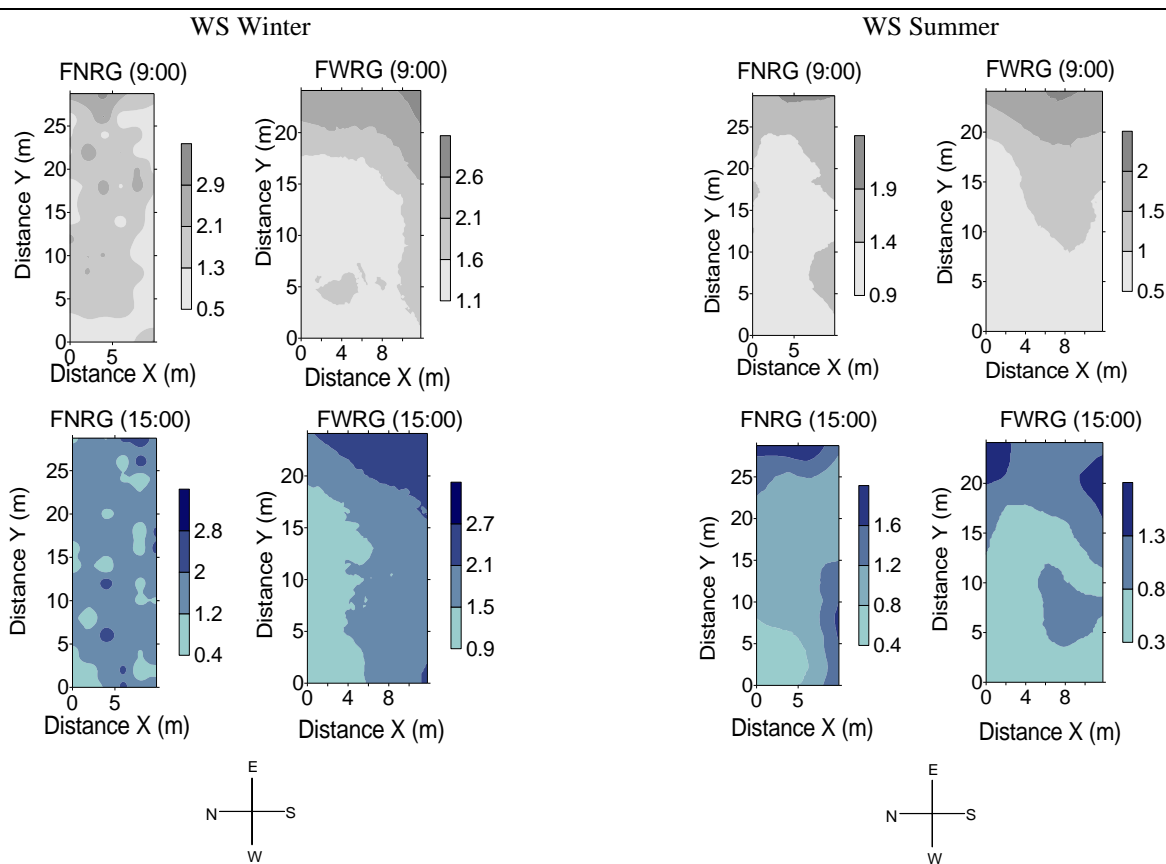 WS Winter
WS Summer
FNRG (9:00)
FWRG (9:00)
FNRG (9:00)
FWRG (9:00)
Distance Y (m)
25
20
15
10
5
0
0 5
Distance X (m)
2.9
2.1
1.3
0.5
Distance Y (m)
20
15
10
5
0
0 4 8
Distance X (m)
2.6
2.1
1.6
1.1
Distance Y (m)
25
20
15
10
5
0
5
Distance X (m)
1.9
1.4
0.9
Distance Y (m)
20
15
10
5
0
0 4 8
Distance X (m)
2
1.5
1
0.5
FNRG (15:00)
FWRG (15:00)
FNRG (15:00)
FWRG (15:00)
Distance Y (m)
25
20
15
10
5
0
0 5
Distance X (m)
2.8
2
1.2
0.4
Distance Y (m)
20
15
10
5
0
0 4 8
Distance X (m)
2.7
2.1
1.5
0.9
Distance Y (m)
25
20
15
10
5
0
0 5
Distance X (m)
1.6
1.2
0.8
0.4
Distance Y (m)
20
15
10
5
0
0 4 8
Distance X (m)
1.3
0.8
0.3
E
N S
W
E
N S
W